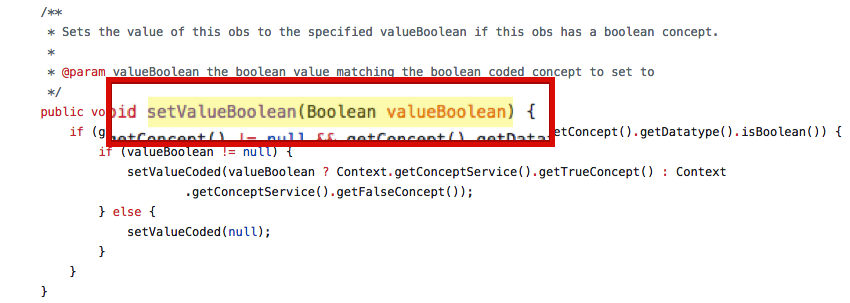 /**
* Sets the value of this obs to the specified valueBoolean if this obs has a boolean concept.
*
* @param valueBoolean the boolean value matching the boolean coded concept to set to
*/
public void setValueBoolean(Boolean valueBoolean) {
if (getConcept() != null && getConcept().getDatatype() etConcept().getDatatype().isBoolean()) {
if (valueBoolean != null) {
setValueCoded(valueBoolean ? Context.getConceptService().getTrueConcept() : Context
.getConceptService().getFalseConcept());
} else {
setValueCoded(null);
}
}
}